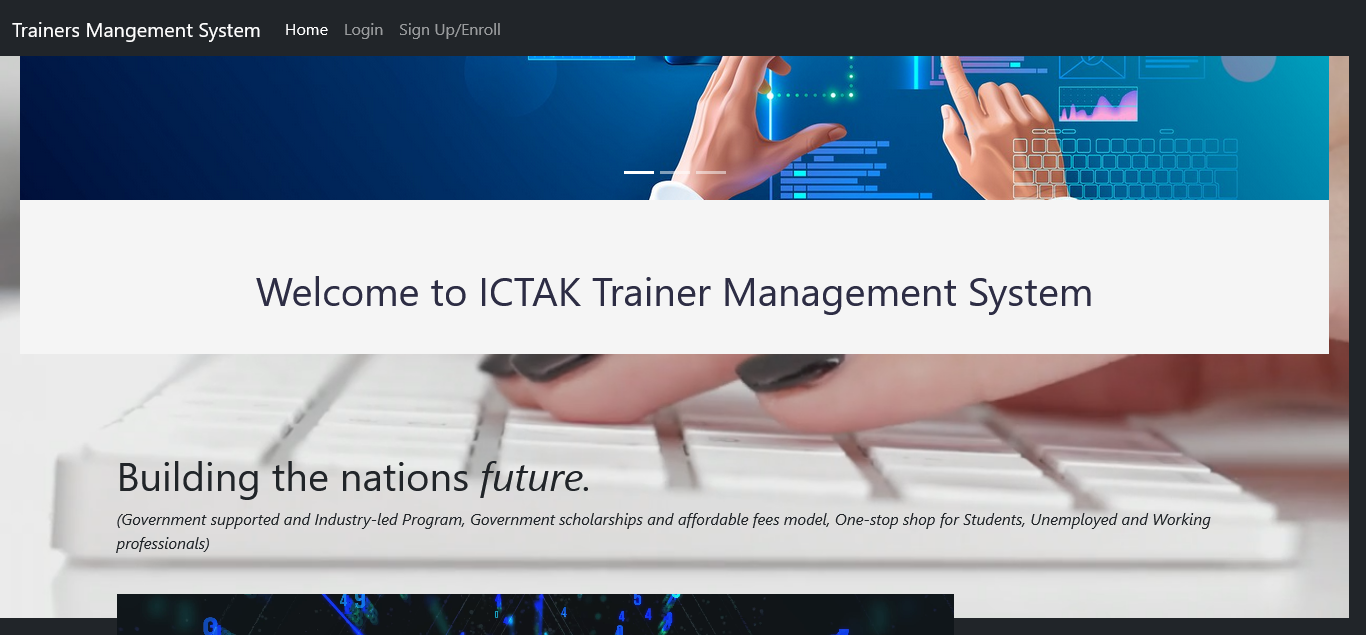 Trainers Mangement System Home Login Sign Up/Enroll
Welcome to ICTAK Trainer Management System
Building the nations future.
(Government supported and Industry-led Program, Government scholarships and affordable fees model, One-stop shop for Students, Unemployed and Working
professionals)